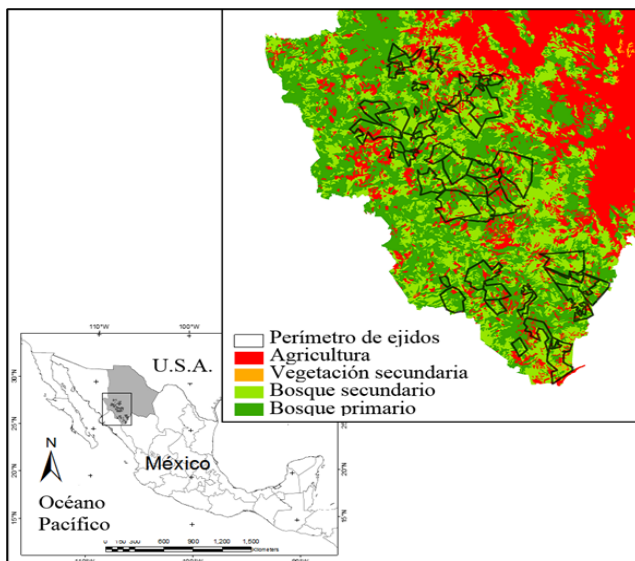 Perímetro de ejidos
Agricultura
Vegetación secundaria
Bosque secundario
Bosque primario
110°W
100°W
U.S.A.
30°N
25°N
20°N
15°N
N
México
Océano
Pacífico
0 150 300 600 900 1,200 1,500
Kilometers